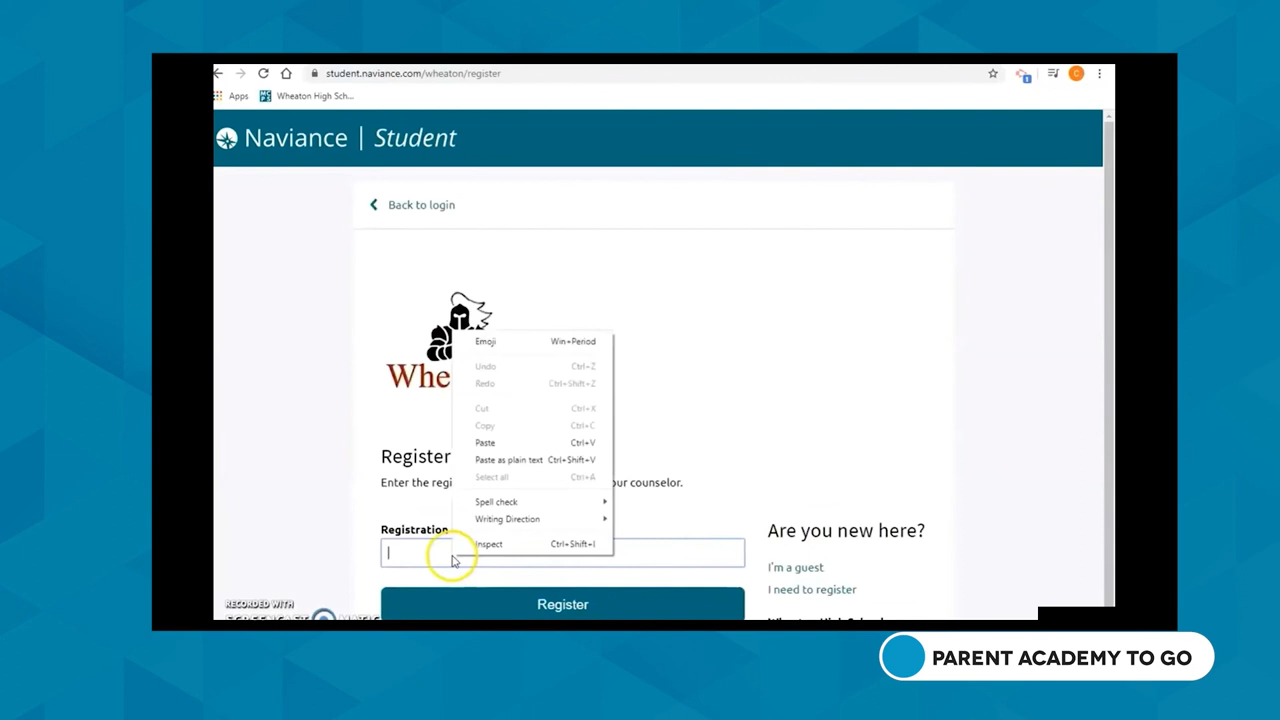 student.naviance.com/wheaton/register
Apps
Wheaton High Sch...
Naviance | Student
Back to login
Whe
Emoji Win+Period
Undo Ctrl+Z
Redo Ctrl+Shift+Z
Cut Ctrl+X
Copy Ctrl+C
Paste Ctrl+V
Paste as plain text Ctrl+Shift+V
Select all Ctrl+A
Spell check
Writing Direction
Inspect Ctrl+Shift+I
Register
Enter the regi
our counselor.
Registration
Register
Are you new here?
I'm a guest
I need to register
Wheaton High School
RECORDED WITH
PARENT ACADEMY TO GO